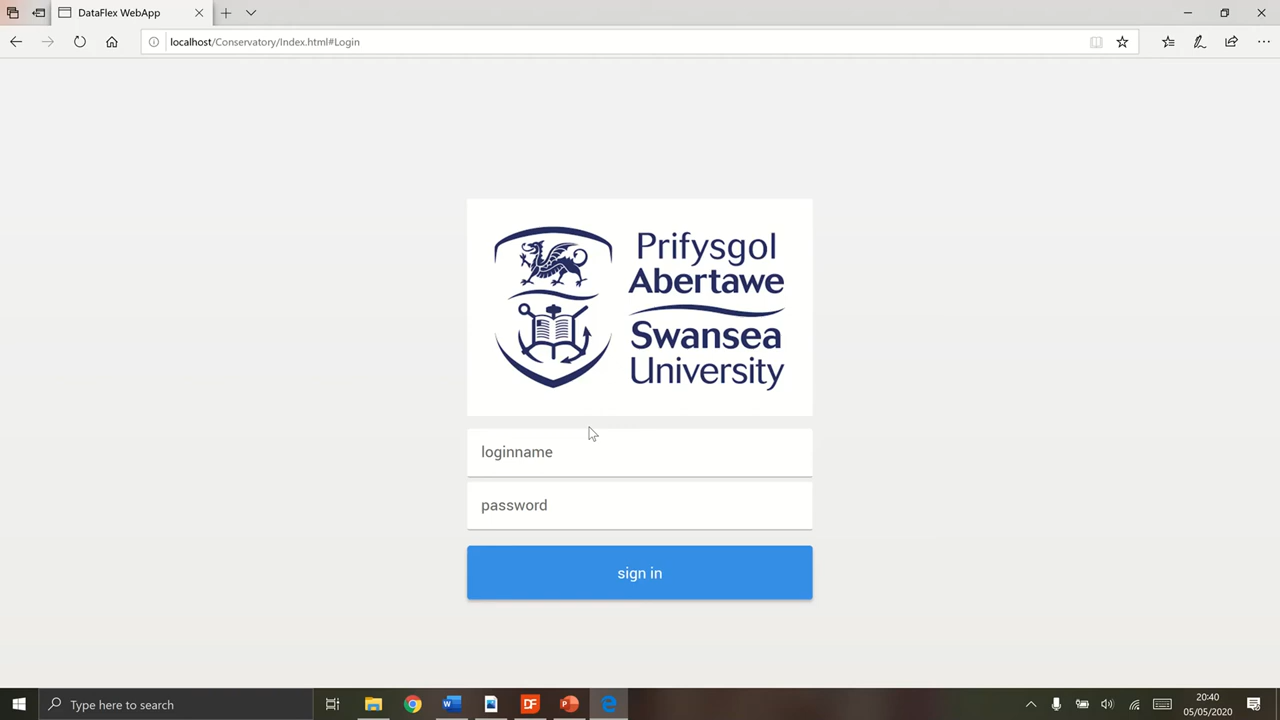 DataFlex WebApp
localhost/Conservatory/Index.html#Login
Prifysgol
Abertawe
Swansea
University
loginname
password
sign in
Type here to search
W
DF
P
20:40
05/05/2020